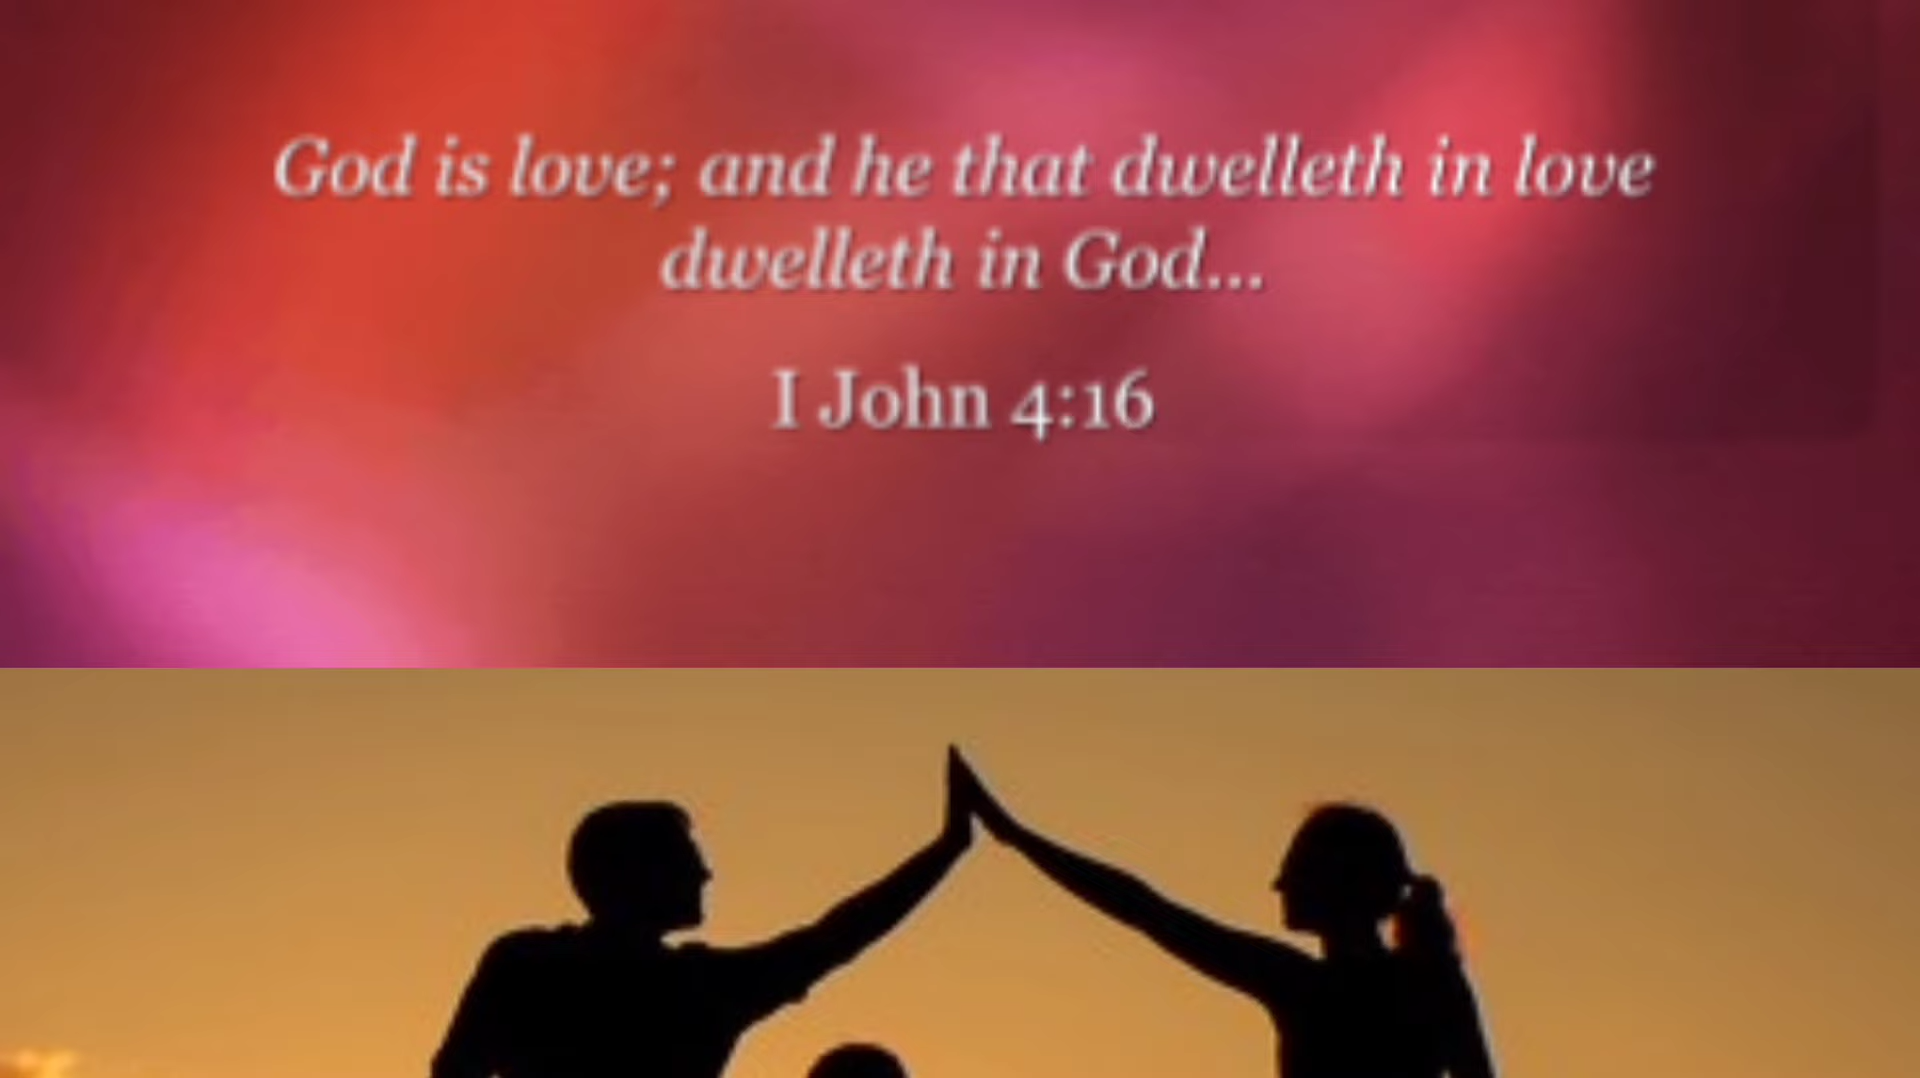 God is love; and he that dwelleth in love
dwelleth in God...
I John 4:16